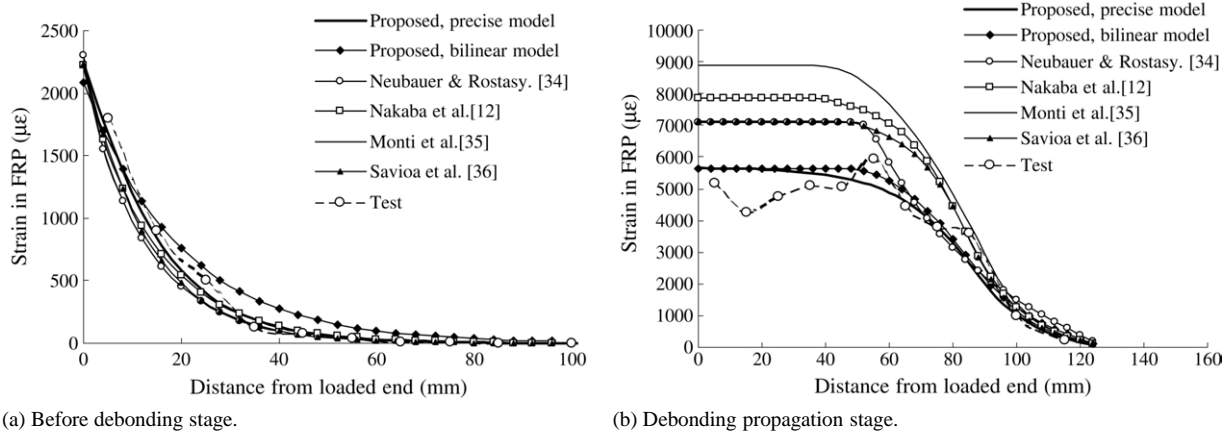 Proposed, precise model
Proposed, bilinear model
Neubauer & Rostasy. [34]
Nakaba et al.[12]
Monti et al.[35]
Savioa et al. [36]
Test
2500
2000
1500
1000
500
0
Strain in FRP (με)
0 20 40 60 80 100
Distance from loaded end (mm)
(a) Before debonding stage.
Proposed, precise model
Proposed, bilinear model
Neubauer & Rostasy. [34]
Nakaba et al.[12]
Monti et al.[35]
Savioa et al. [36]
Test
10000
9000
8000
7000
6000
5000
4000
3000
2000
1000
0
Strain in FRP (με)
0 20 40 60 80 100 120 140 160
Distance from loaded end (mm)
(b) Debonding propagation stage.